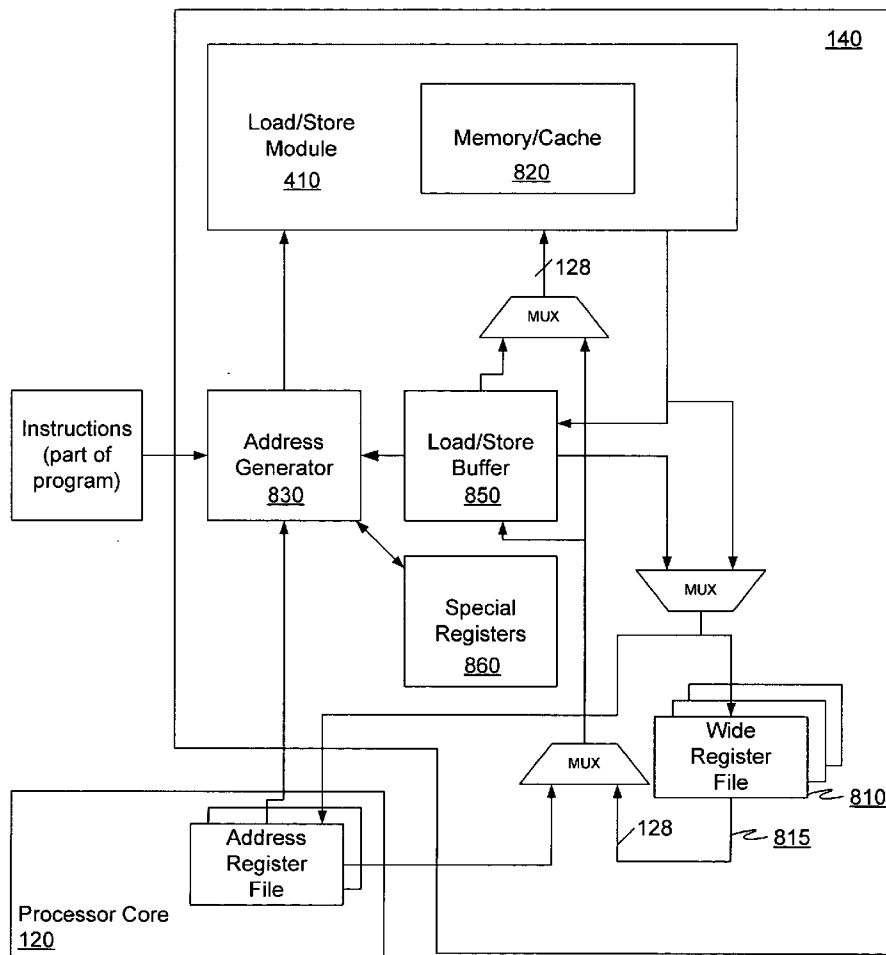 140
Load/Store
Module
410
Memory/Cache
820
128
MUX
Instructions
(part of
program)
Address
Generator
830
Load/Store
Buffer
850
MUX
Special
Registers
860
Wide
Register
File
810
MUX
128
815
Address
Register
File
Processor Core
120